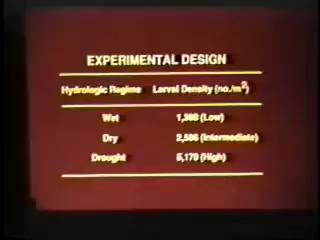 EXPERIMENTAL DESIGN
Hydrologic Regime Larval Density (no./m²)
Wet 1,360 (Low)
Dry 2,586 (Intermediate)
Drought 5,170 (High)